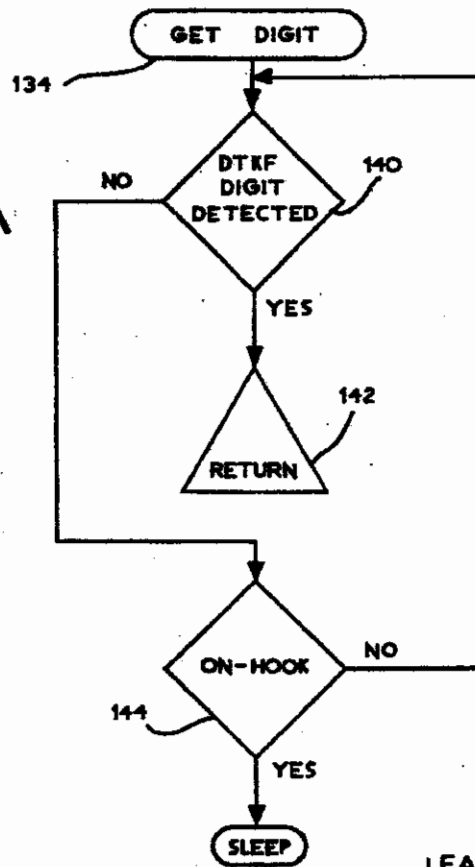 GET DIGIT
134
DTKF
DIGIT
DETECTED
140
NO
YES
142
RETURN
ON-HOOK
NO
144
YES
SLEEP